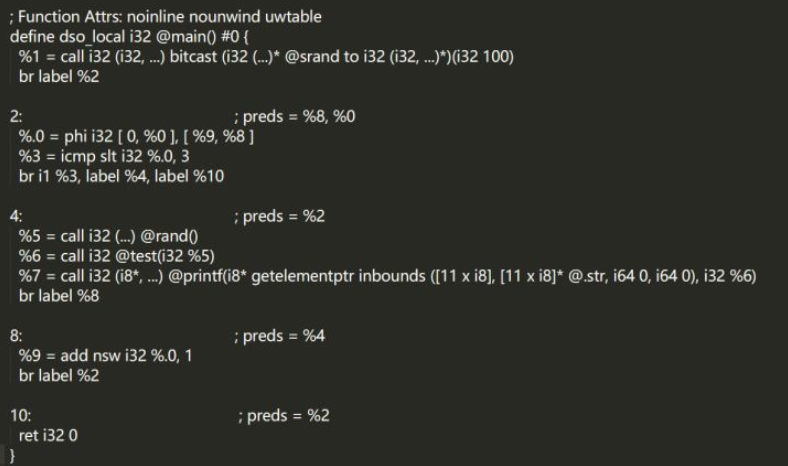 ; Function Attrs: noinline nounwind uwtable
define dso_local i32 @main() #0 {
%1 = call i32 (i32, ...) bitcast (i32 (...)* @srand to i32 (i32, ...)*)(i32 100)
br label %2
2: ; preds = %8, %0
%.0 = phi i32 [ 0, %0 ], [ %9, %8 ]
%3 = icmp slt i32 %.0, 3
br i1 %3, label %4, label %10
4: ; preds = %2
%5 = call i32 (...) @rand()
%6 = call i32 @test(i32 %5)
%7 = call i32 (i8*, ...) @printf(i8* getelementptr inbounds ([11 x i8], [11 x i8]* @.str, i64 0, i64 0), i32 %6)
br label %8
8: ; preds = %4
%9 = add nsw i32 %.0, 1
br label %2
10: ; preds = %2
ret i32 0
}